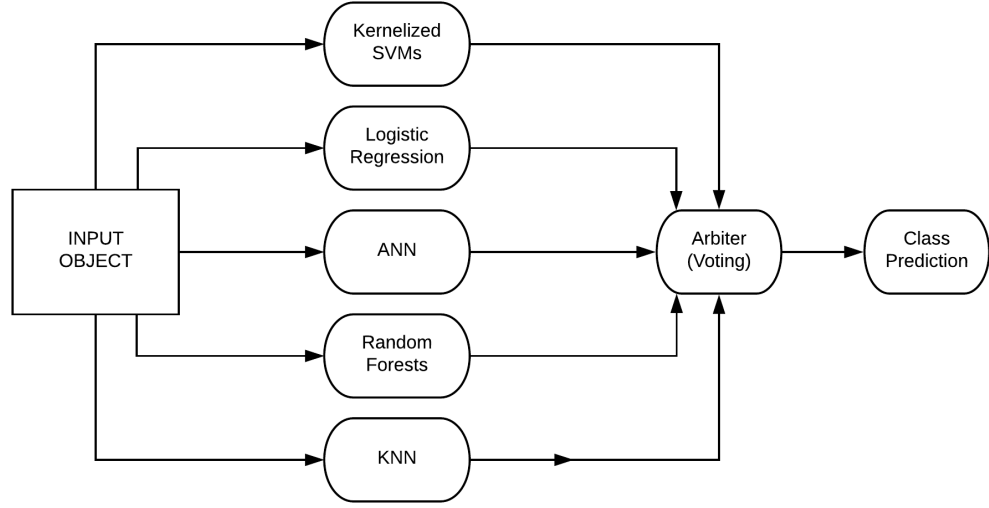 Kernelized
SVMs
Logistic
Regression
INPUT
OBJECT
ANN
Arbiter
(Voting)
Class
Prediction
Random
Forests
KNN